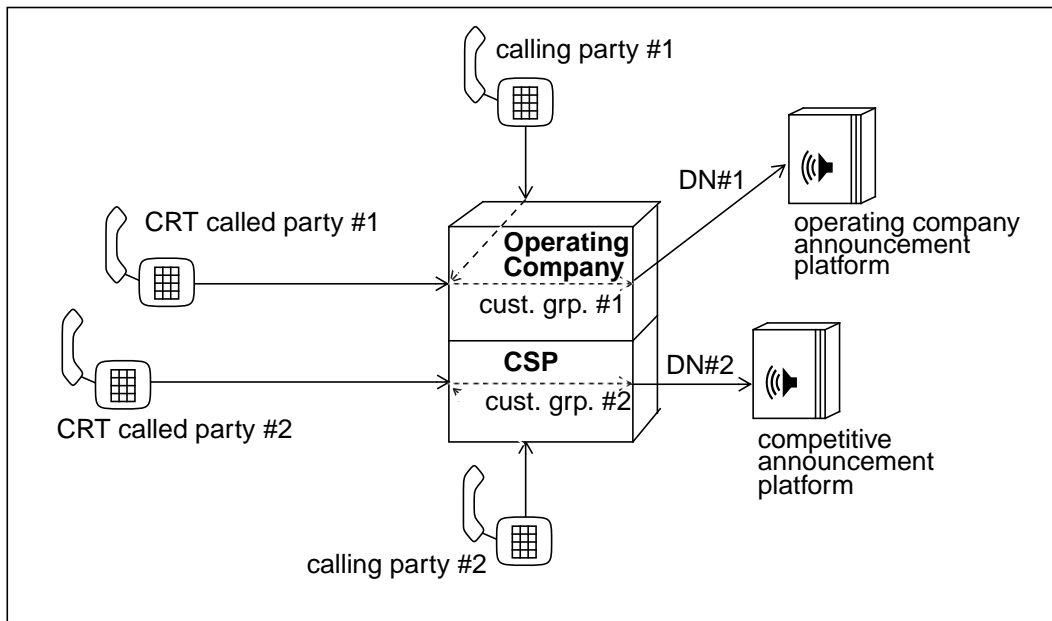 calling party #1
DN#1
CRT called party #1
operating company
announcement
platform
Operating
Company
cust. grp. #1
CSP
DN#2
cust. grp. #2
CRT called party #2
competitive
announcement
platform
calling party #2